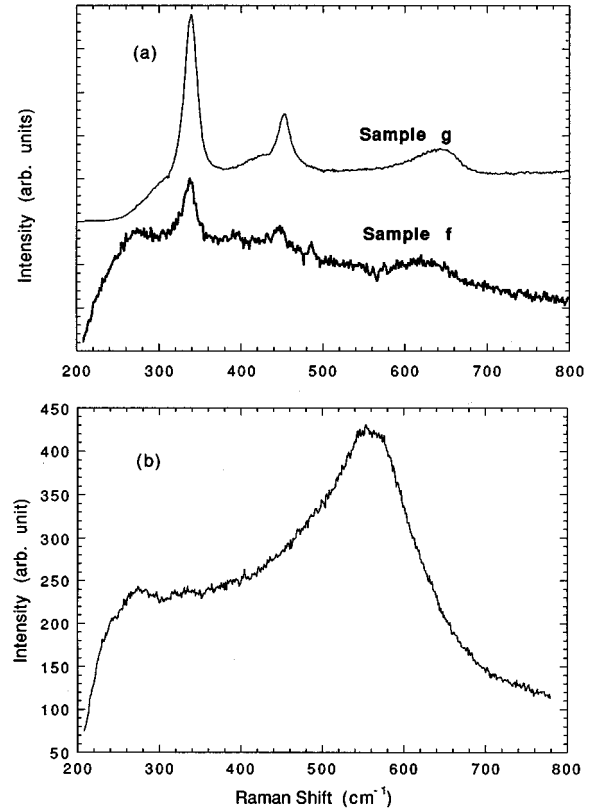 (a)
Sample g
Sample f
Intensity (arb. units)
200 300 400 500 600 700 800
(b)
450
400
350
300
250
200
150
100
50
Intensity (arb. unit)
200 300 400 500 600 700 800
Raman Shift (cm-1)